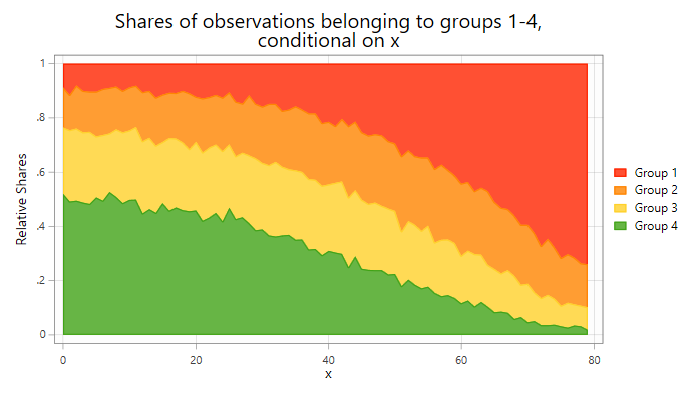 Shares of observations belonging to groups 1-4,
conditional on x
Relative Shares
1
.8
.6
.4
.2
0
0 20 40 60 80
x
Group 1
Group 2
Group 3
Group 4